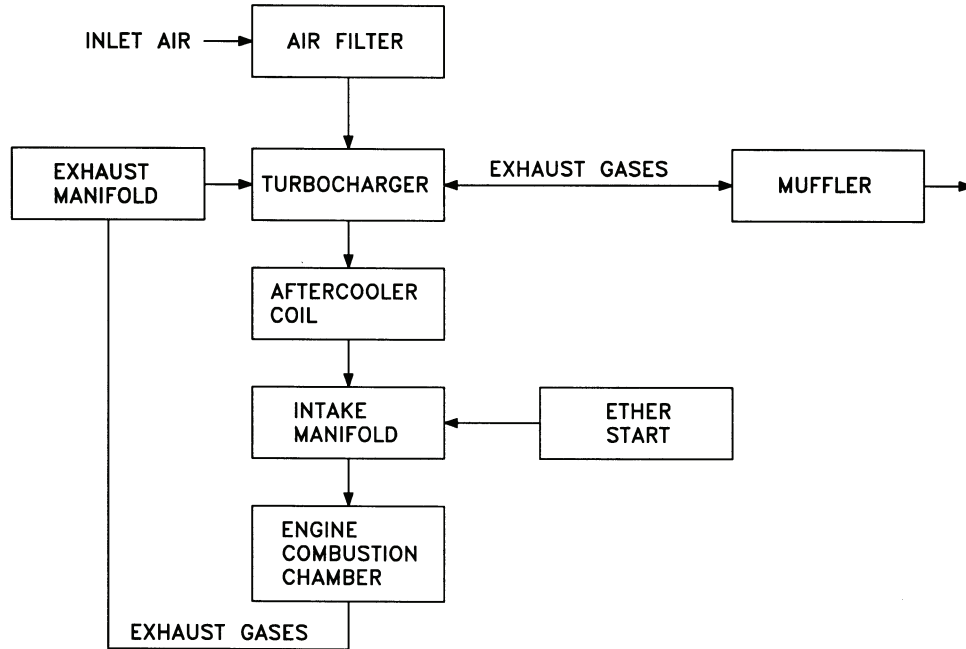 INLET AIR
AIR FILTER
EXHAUST
MANIFOLD
TURBOCHARGER
EXHAUST GASES
MUFFLER
AFTERCOOLER
COIL
INTAKE
MANIFOLD
ETHER
START
ENGINE
COMBUSTION
CHAMBER
EXHAUST GASES